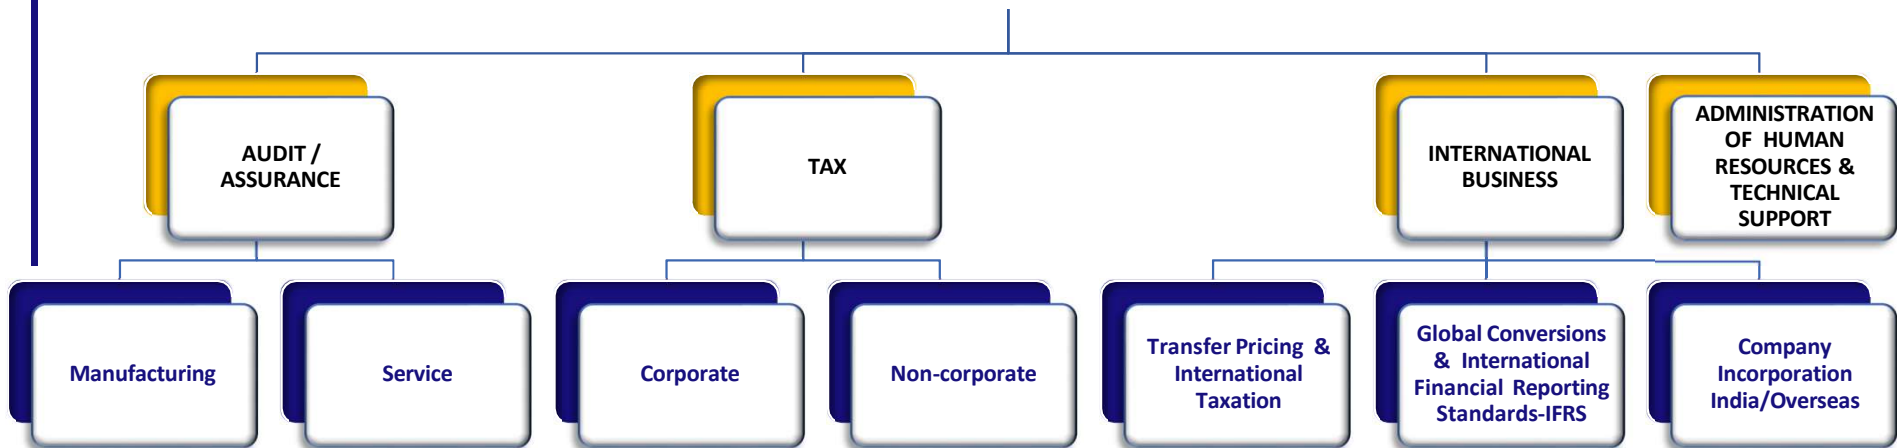 AUDIT /
ASSURANCE
TAX
INTERNATIONAL
BUSINESS
ADMINISTRATION
OF HUMAN
RESOURCES &
TECHNICAL
SUPPORT
Manufacturing
Service
Corporate
Non-corporate
Transfer Pricing &
International
Taxation
Global Conversions
& International
Financial Reporting
Standards-IFRS
Company
Incorporation
India/Overseas